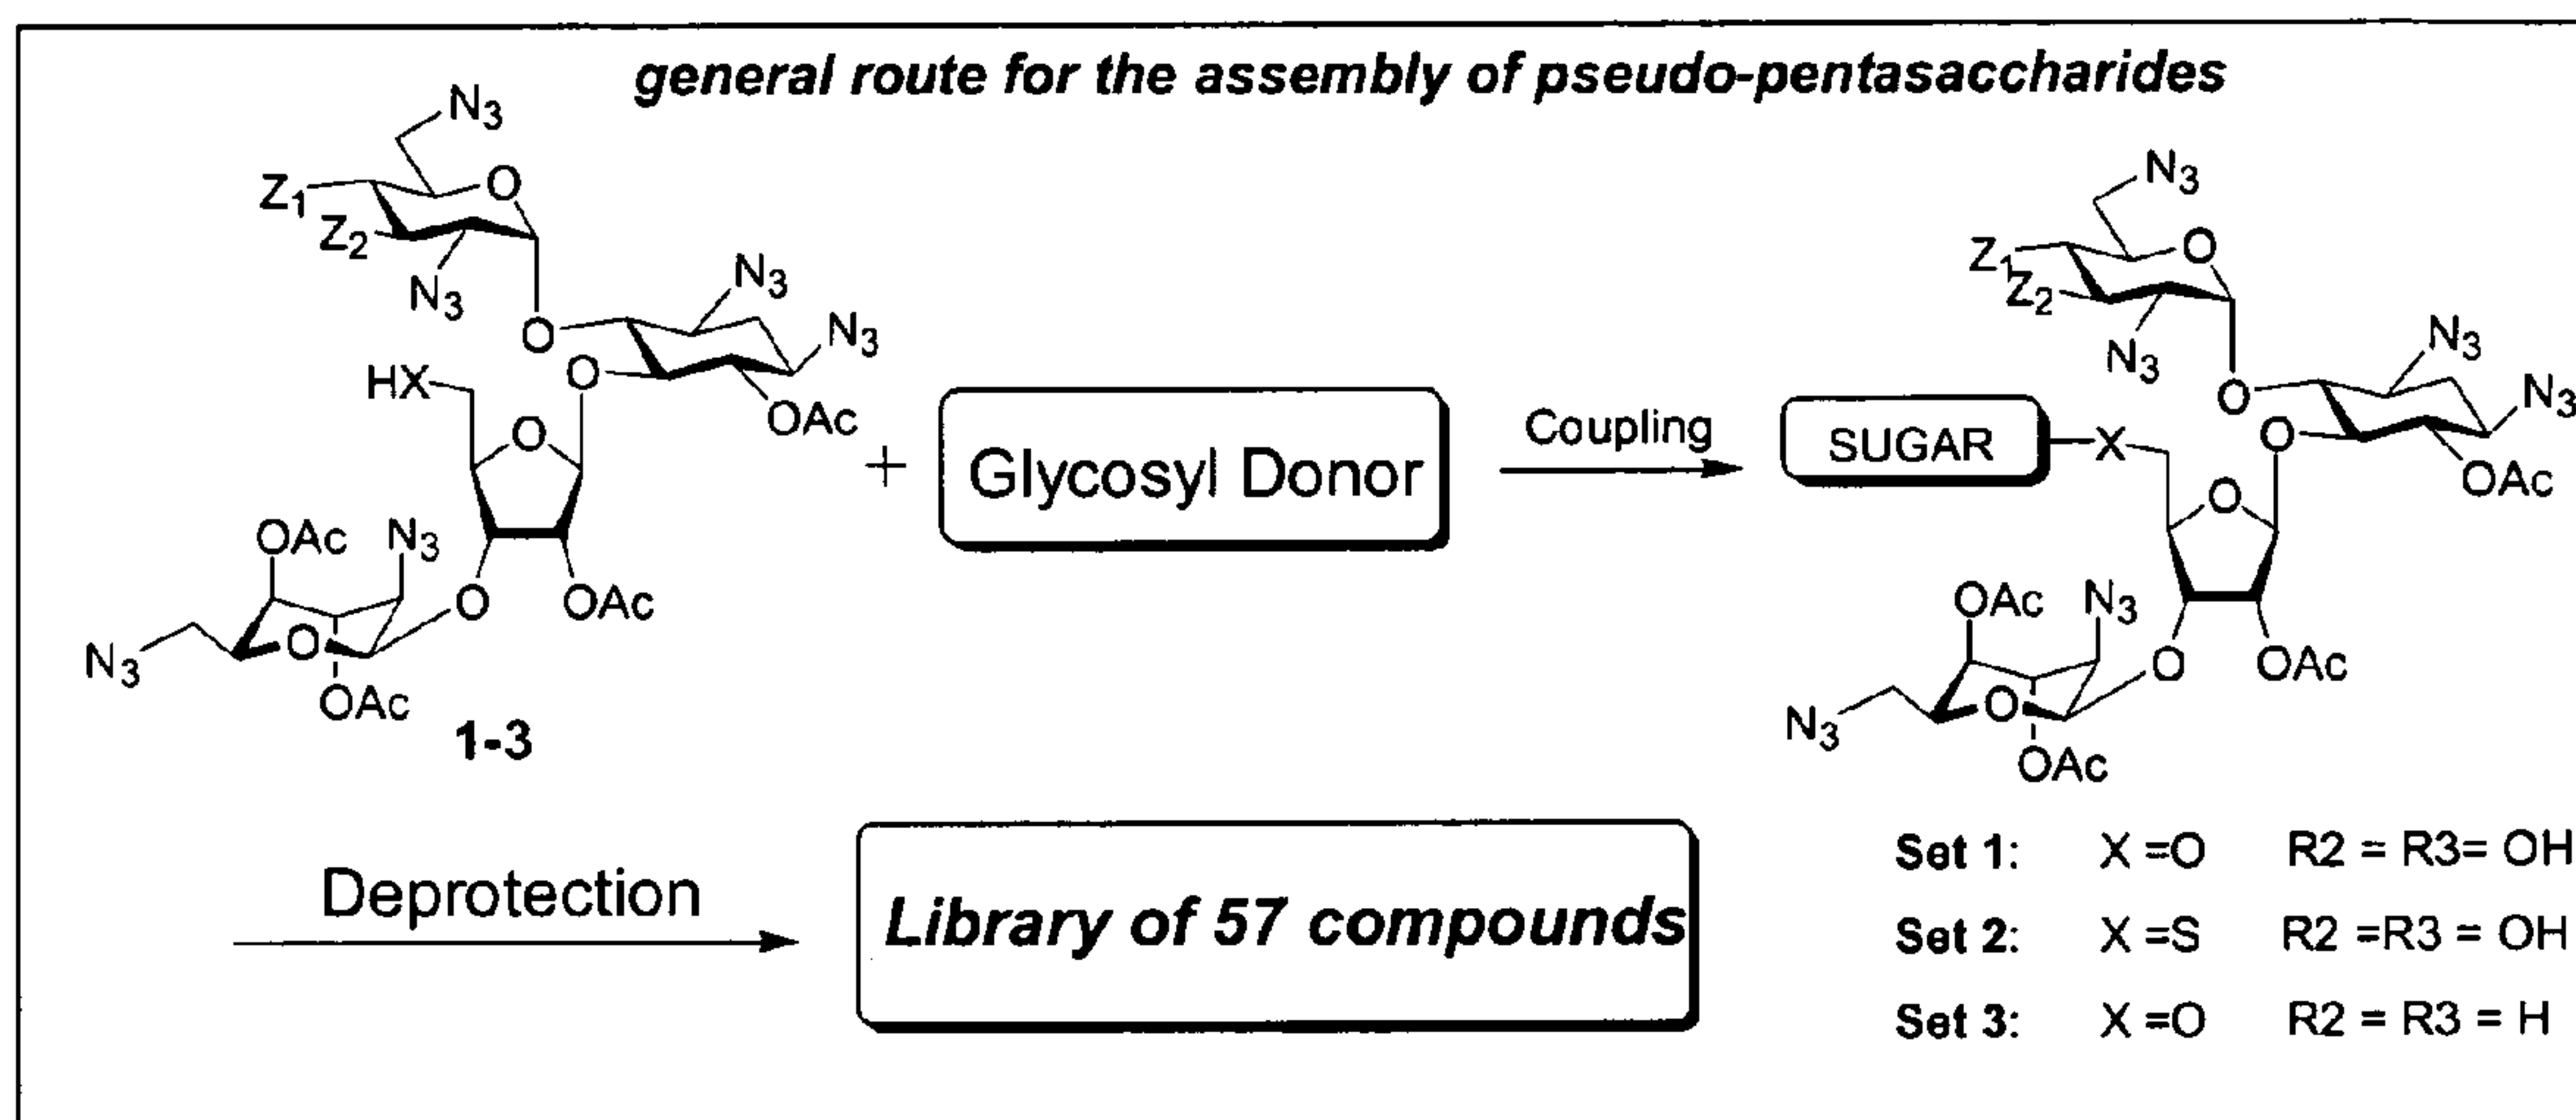 general route for the assembly of pseudo-pentasaccharides
N3
Z1
O
Z2
N3
N3
N3
O
O
HX
OAc
O
OAc
N3
O
OAc
N3
O
OAc
1-3
+
Glycosyl Donor
Coupling
N3
Z1
O
Z2
N3
N3
N3
O
SUGAR
X
O
OAc
O
OAc
N3
O
OAc
N3
O
OAc
Deprotection
Library of 57 compounds
Set 1: X =O R2 = R3= OH
Set 2: X =S R2 =R3 = OH
Set 3: X =O R2 = R3 = H